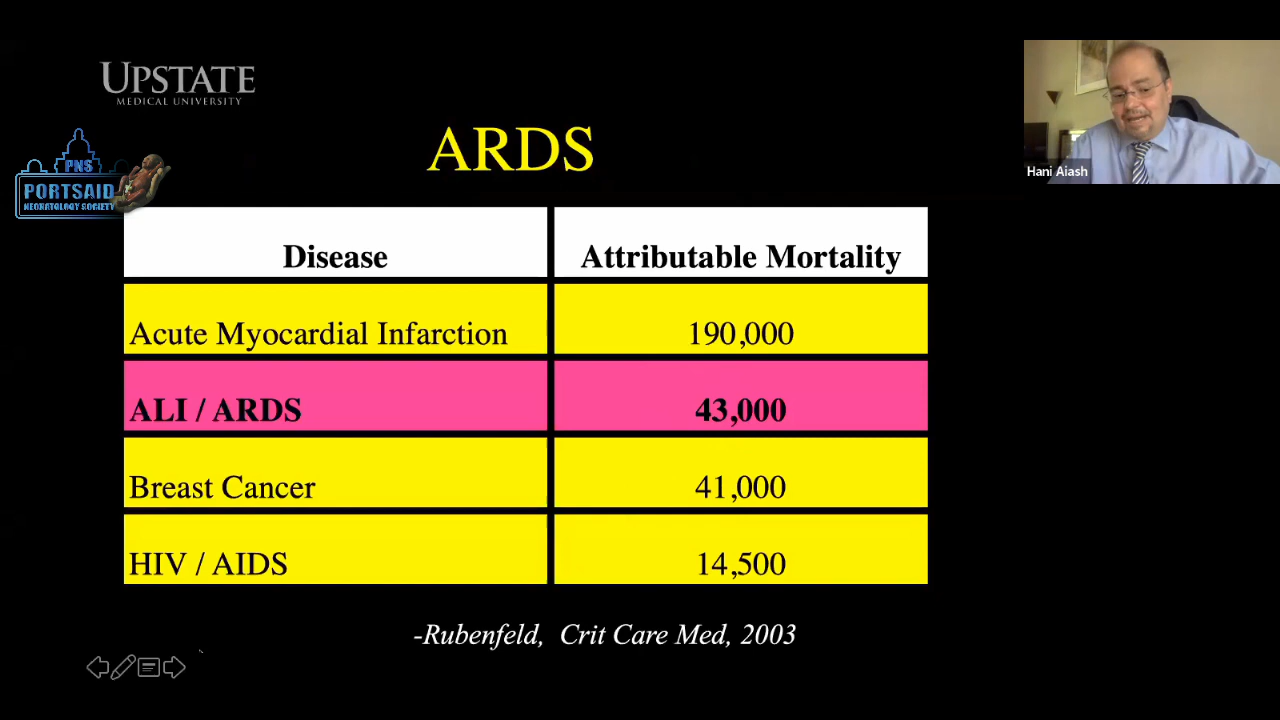 UPSTATE
MEDICAL UNIVERSITY
PNS
PORTSAID
NEONATOLOGY SOCIETY
Hani Aiash
ARDS
Disease Attributable Mortality
Acute Myocardial Infarction 190,000
ALI / ARDS 43,000
Breast Cancer 41,000
HIV / AIDS 14,500
-Rubenfeld, Crit Care Med, 2003